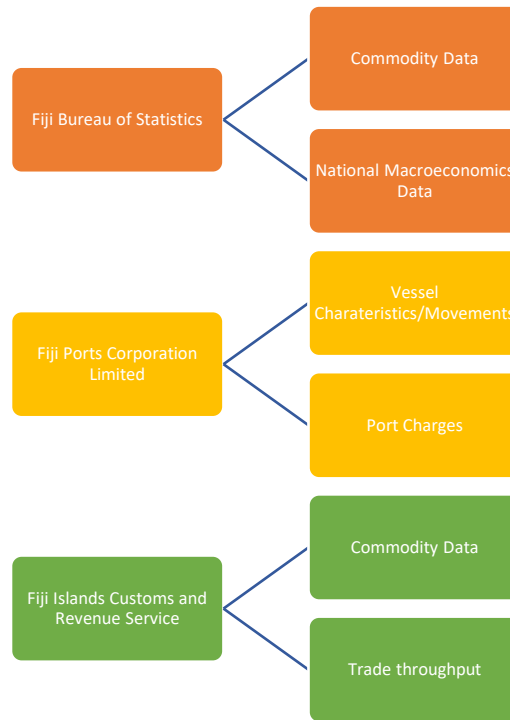 Commodity Data
Fiji Bureau of Statistics
National Macroeconomics
Data
Vessel
Charateristics/Movements
Fiji Ports Corporation
Limited
Port Charges
Commodity Data
Fiji Islands Customs and
Revenue Service
Trade throughput